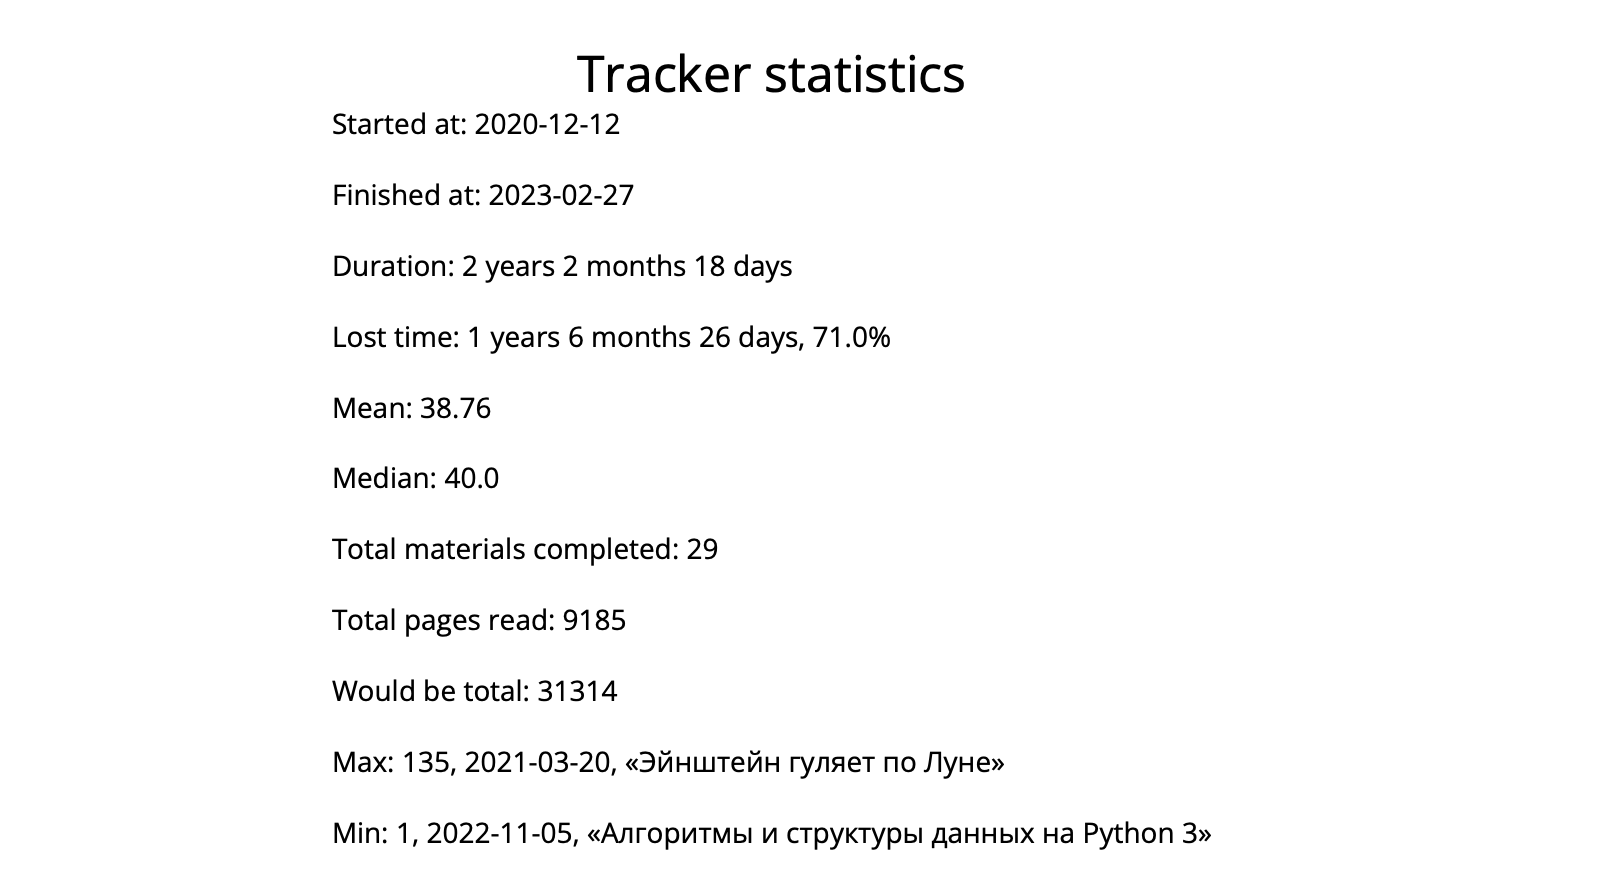 Tracker statistics
Started at: 2020-12-12
Finished at: 2023-02-27
Duration: 2 years 2 months 18 days
Lost time: 1 years 6 months 26 days, 71.0%
Mean: 38.76
Median: 40.0
Total materials completed: 29
Total pages read: 9185
Would be total: 31314
Max: 135, 2021-03-20, «Эйнштейн гуляет по Луне»
Min: 1, 2022-11-05, «Алгоритмы и структуры данных на Python 3»